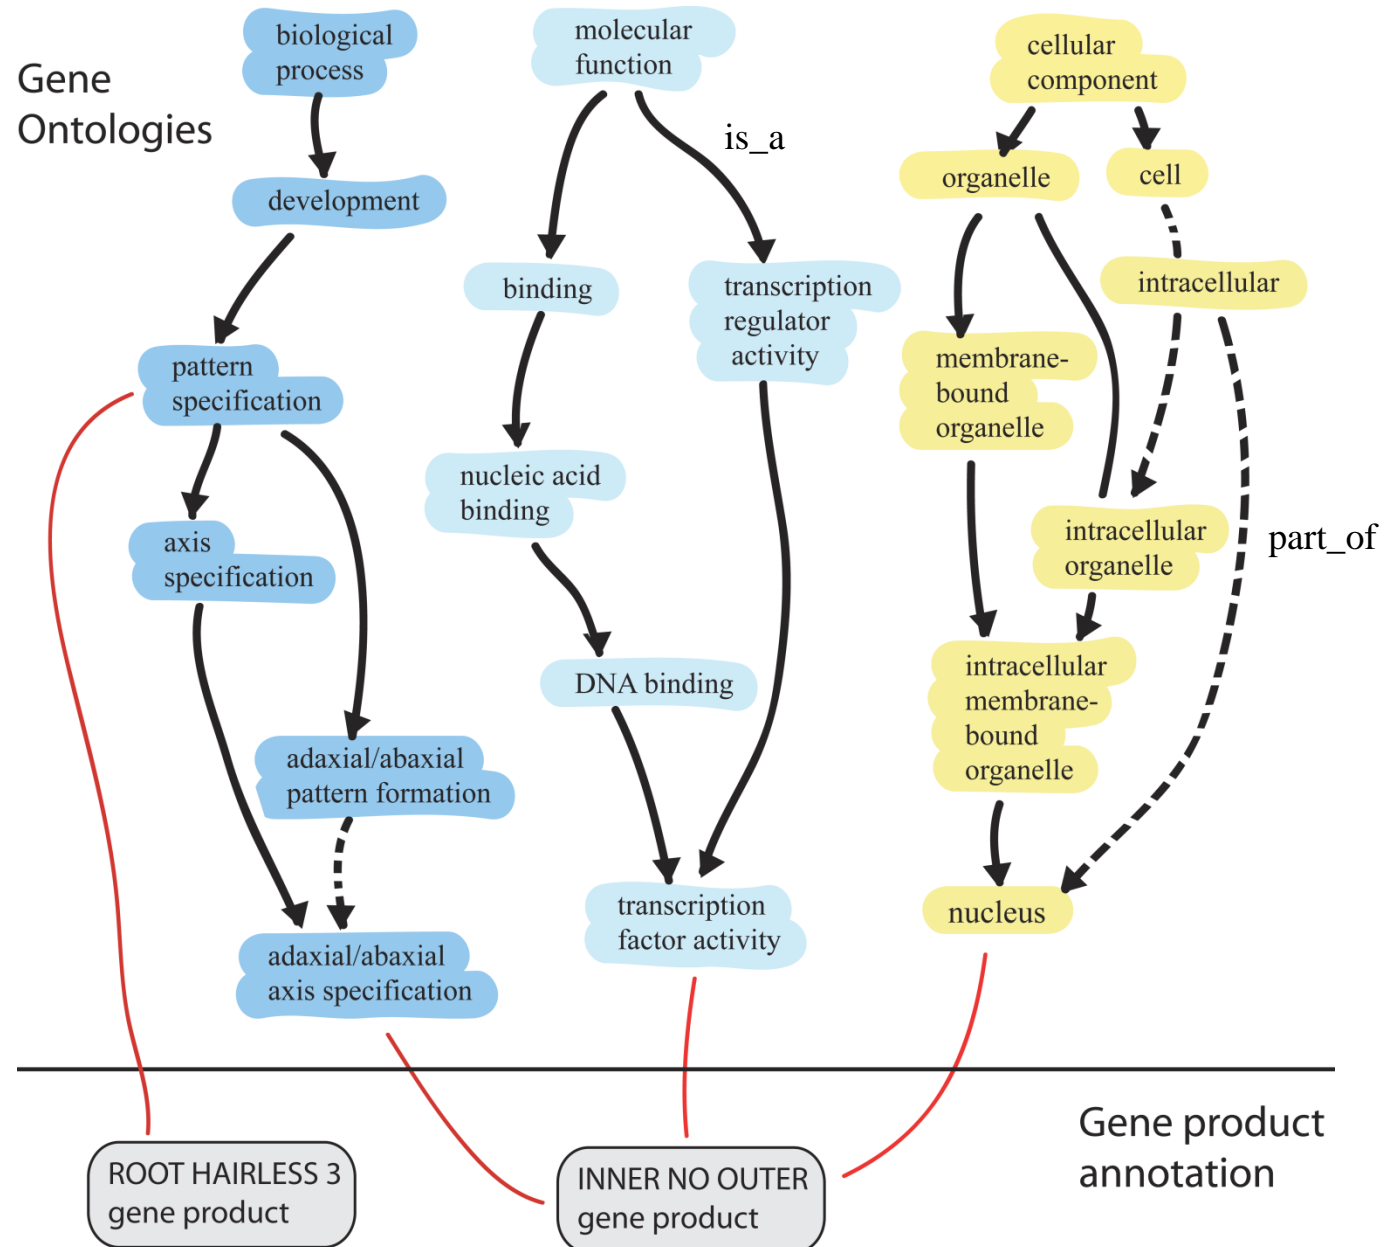 Gene
Ontologies
biological
process
development
pattern
specification
axis
specification
adaxial/abaxial
pattern formation
adaxial/abaxial
axis specification
molecular
function
is_a
binding
transcription
regulator
activity
nucleic acid
binding
DNA binding
transcription
factor activity
cellular
component
organelle
cell
intracellular
membrane-
bound
organelle
intracellular
organelle
part_of
intracellular
membrane-
bound
organelle
nucleus
Gene product
annotation
ROOT HAIRLESS 3
gene product
INNER NO OUTER
gene product